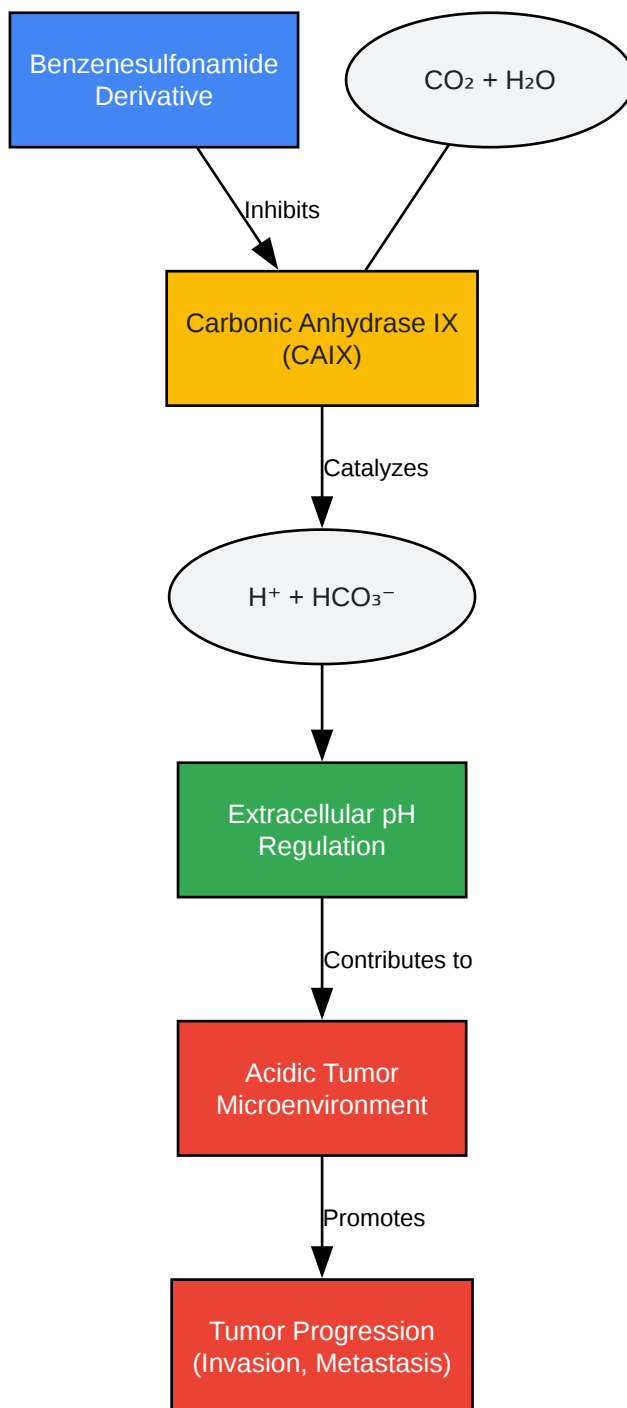 Benzenesulfonamide
Derivative
CO₂ + H₂O
Inhibits
Carbonic Anhydrase IX
(CAIX)
Catalyzes
H⁺ + HCO₃⁻
Extracellular pH
Regulation
Contributes to
Acidic Tumor
Microenvironment
Promotes
Tumor Progression
(Invasion, Metastasis)